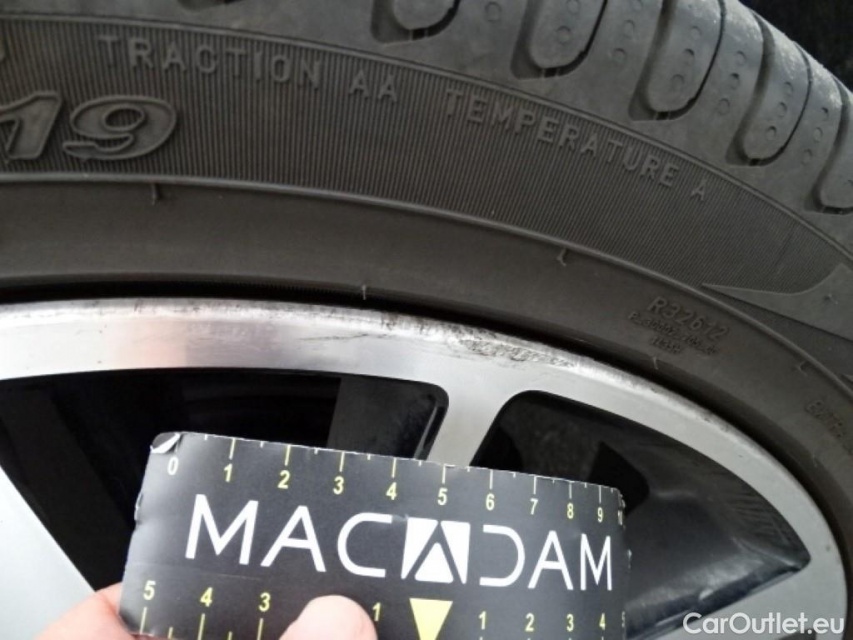 TRACTION AA TEMPERATURE A
19
R32612
0 1 2 3 4 5 6 7 8 9
MACADAM
5 4 3 1 1 2 3 4
CarOutlet.eu